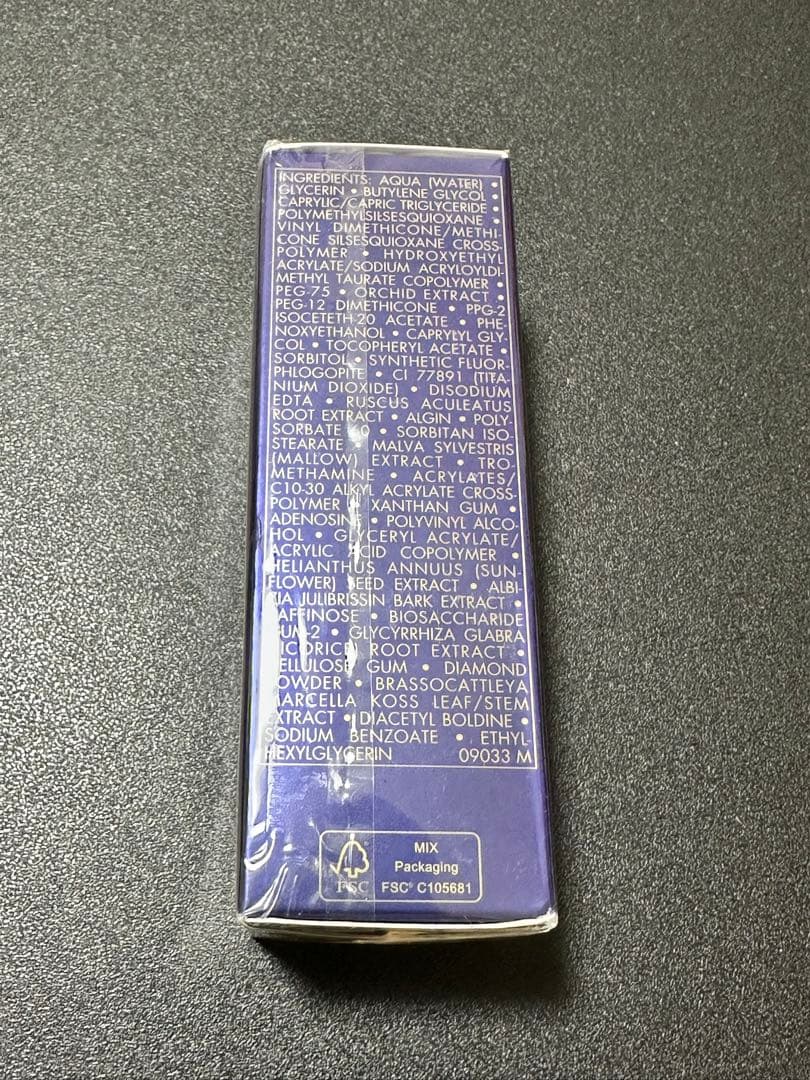 INGREDIENTS: AQUA (WATER) •
GLYCERIN • BUTYLENE GLYCOL •
CAPRYLIC/CAPRIC TRIGLYCERIDE •
POLYMETHYLSILSESQUIOXANE •
VINYL DIMETHICONE/METHI-
CONE SILSESQUIOXANE CROSS-
POLYMER • HYDROXYETHYL
ACRYLATE/SODIUM ACRYLOYLDI-
METHYL TAURATE COPOLYMER •
PEG-75 • ORCHID EXTRACT •
PEG-12 DIMETHICONE • PPG-2
ISOCETETH-20 ACETATE • PHE-
NOXYETHANOL • CAPRYLYL GLY-
COL • TOCOPHERYL ACETATE •
SORBITOL • SYNTHETIC FLUOR-
PHLOGOPITE • CI 77891 (TITA-
NIUM DIOXIDE) • DISODIUM
EDTA • RUSCUS ACULEATUS
ROOT EXTRACT • ALGIN • POLY-
SORBATE 60 • SORBITAN ISO-
STEARATE • MALVA SYLVESTRIS
(MALLOW) EXTRACT • TRO-
METHAMINE • ACRYLATES/
C10-30 ALKYL ACRYLATE CROSS-
POLYMER • XANTHAN GUM •
ADENOSINE • POLYVINYL ALCO-
HOL • GLYCERYL ACRYLATE/
ACRYLIC ACID COPOLYMER •
HELIANTHUS ANNUUS (SUN-
FLOWER) SEED EXTRACT • ALBI-
ZIA JULIBRISSIN BARK EXTRACT •
RAFFINOSE • BIOSACCHARIDE
GUM-2 • GLYCYRRHIZA GLABRA
(LICORICE) ROOT EXTRACT •
CELLULOSE GUM • DIAMOND
POWDER • BRASSOCATTLEYA
MARCELLA KOSS LEAF/STEM
EXTRACT • DIACETYL BOLDINE •
SODIUM BENZOATE • ETHYL-
HEXYLGLYCERIN 09033 M
MIX
Packaging
FSC FSC® C105681